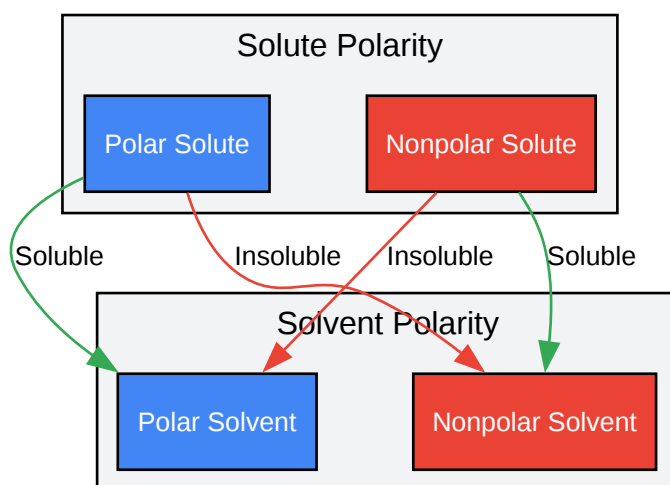 Solute Polarity
Polar Solute
Nonpolar Solute
Soluble
Insoluble
Insoluble
Soluble
Solvent Polarity
Polar Solvent
Nonpolar Solvent